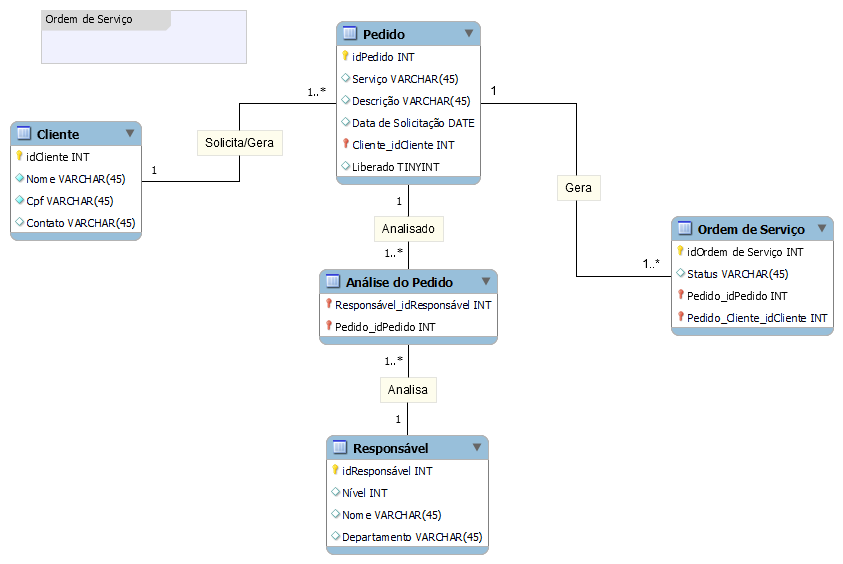 Ordem de Serviço
Pedido
idPedido INT
Serviço VARCHAR(45)
Descrição VARCHAR(45)
Data de Solicitação DATE
Cliente_idCliente INT
Liberado TINYINT
1..*
1
Solicita/Gera
Cliente
idCliente INT
Nome VARCHAR(45)
Cpf VARCHAR(45)
Contato VARCHAR(45)
1
Gera
1..*
Ordem de Serviço
idOrdem de Serviço INT
Status VARCHAR(45)
Pedido_idPedido INT
Pedido_Cliente_idCliente INT
1
Analisado
1..*
Análise do Pedido
Responsável_idResponsável INT
Pedido_idPedido INT
1..*
Analisa
1
Responsável
idResponsável INT
Nível INT
Nome VARCHAR(45)
Departamento VARCHAR(45)